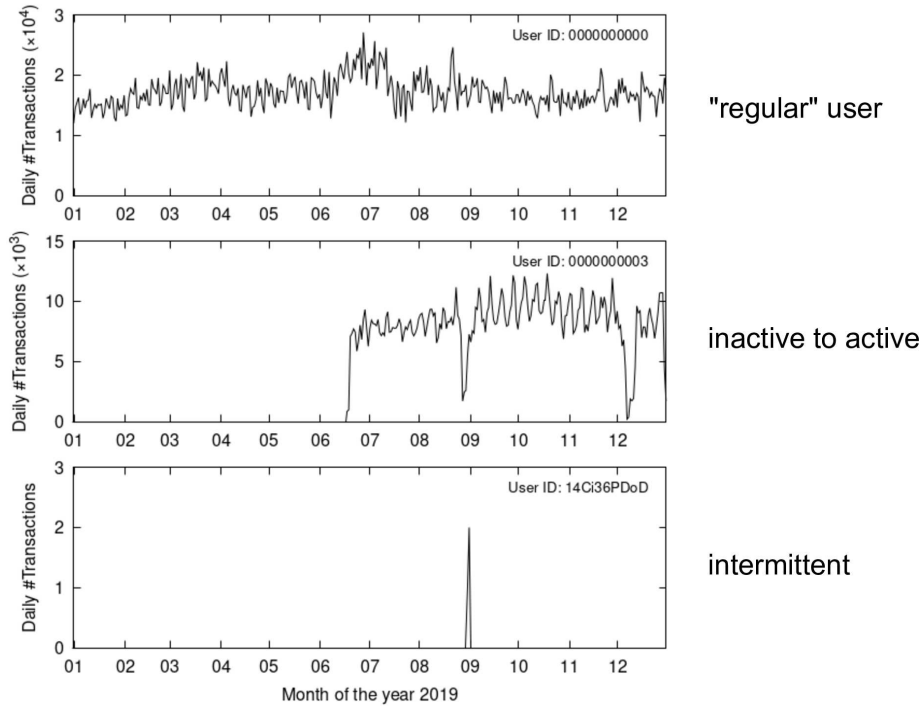 Daily #Transactions (×10⁴)
3
2
1
0
User ID: 0000000000
01 02 03 04 05 06 07 08 09 10 11 12
"regular" user
Daily #Transactions (×10³)
15
10
5
0
User ID: 0000000003
01 02 03 04 05 06 07 08 09 10 11 12
inactive to active
Daily #Transactions
3
2
1
0
User ID: 14Ci36PDoD
01 02 03 04 05 06 07 08 09 10 11 12
Month of the year 2019
intermittent